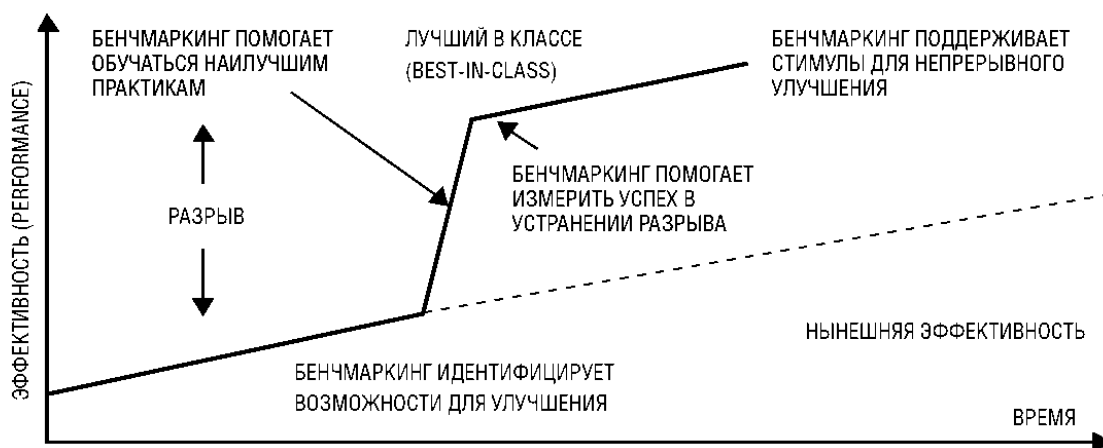 БЕНЧМАРКИНГ ПОМОГАЕТ
ОБУЧАТЬСЯ НАИЛУЧШИМ
ПРАКТИКАМ
ЛУЧШИЙ В КЛАССЕ
(BEST-IN-CLASS)
БЕНЧМАРКИНГ ПОДДЕРЖИВАЕТ
СТИМУЛЫ ДЛЯ НЕПРЕРЫВНОГО
УЛУЧШЕНИЯ
БЕНЧМАРКИНГ ПОМОГАЕТ
ИЗМЕРИТЬ УСПЕХ В
УСТРАНЕНИИ РАЗРЫВА
РАЗРЫВ
ЭФФЕКТИВНОСТЬ (PERFORMANCE)
НЫНЕШНЯЯ ЭФФЕКТИВНОСТЬ
БЕНЧМАРКИНГ ИДЕНТИФИЦИРУЕТ
ВОЗМОЖНОСТИ ДЛЯ УЛУЧШЕНИЯ
ВРЕМЯ